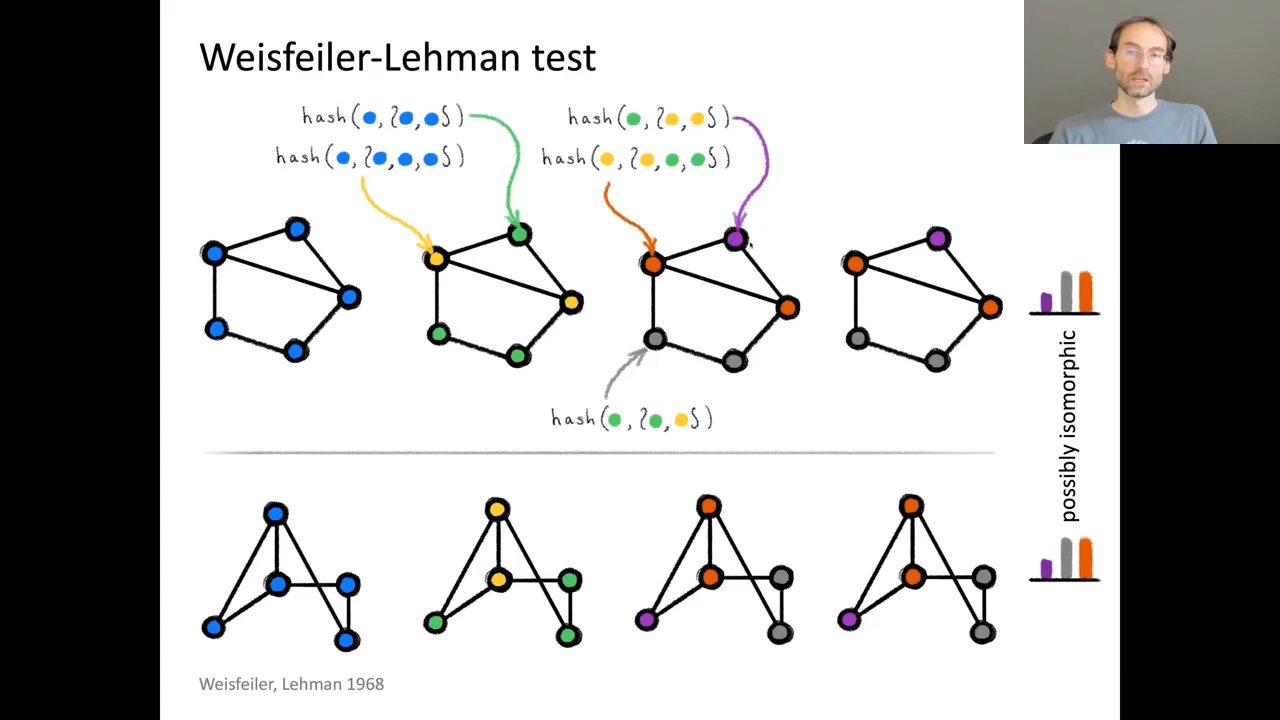 Weisfeiler-Lehman test
hash( , { , })
hash( , { , , })
hash( , { , })
hash( , { , , })
hash( , { , })
possibly isomorphic
Weisfeiler, Lehman 1968